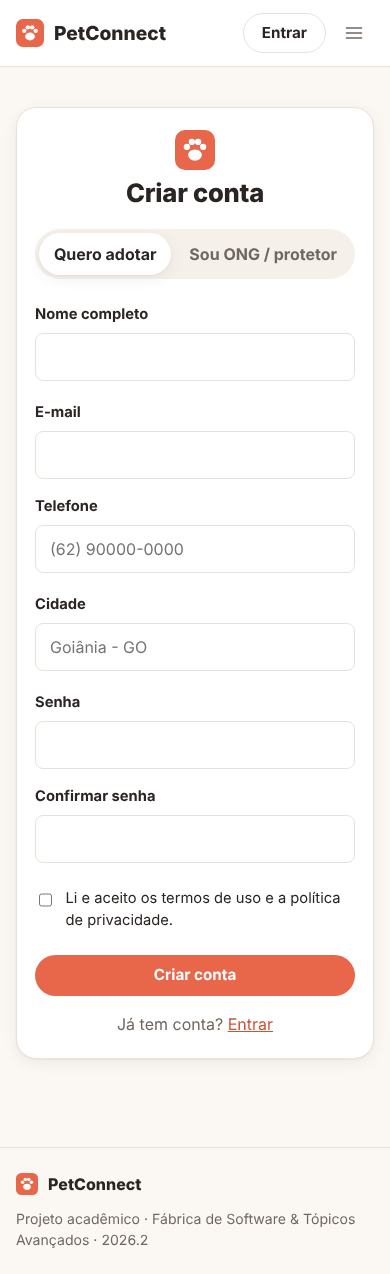 PetConnect
Entrar
Criar conta
Quero adotar
Sou ONG / protetor
Nome completo
E-mail
Telefone
(62) 90000-0000
Cidade
Goiânia - GO
Senha
Confirmar senha
Li e aceito os termos de uso e a política
de privacidade.
Criar conta
Já tem conta? Entrar
PetConnect
Projeto acadêmico · Fábrica de Software & Tópicos
Avançados · 2026.2